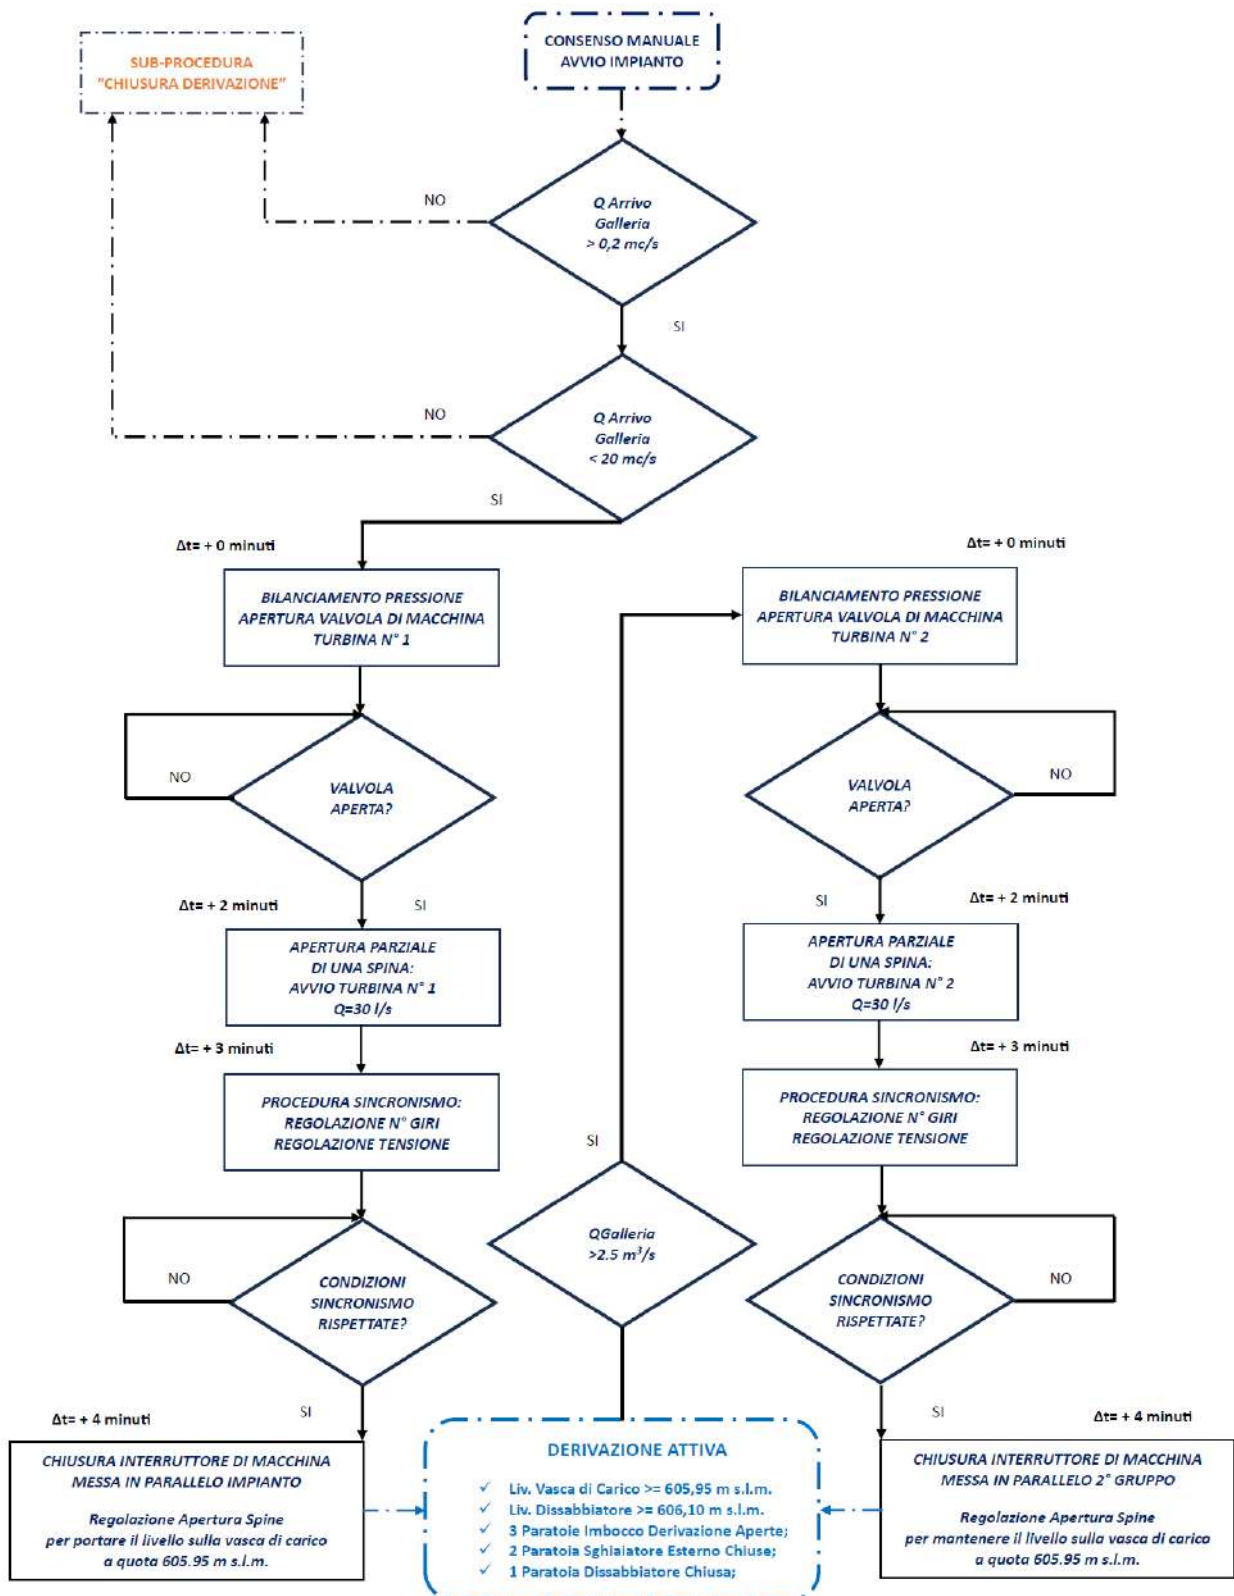 CONSENSO MANUALE
AVVIO IMPIANTO
SUB-PROCEDURA
"CHIUSURA DERIVAZIONE"
NO
Q Arrivo
Galleria
> 0,2 mc/s
SI
NO
Q Arrivo
Galleria
< 20 mc/s
SI
Δt= + 0 minuti
BILANCIAMENTO PRESSIONE
APERTURA VALVOLA DI MACCHINA
TURBINA N° 1
NO
VALVOLA
APERTA?
Δt= + 2 minuti
SI
APERTURA PARZIALE
DI UNA SPINA:
AVVIO TURBINA N° 1
Q=30 l/s
Δt= + 3 minuti
PROCEDURA SINCRONISMO:
REGOLAZIONE N° GIRI
REGOLAZIONE TENSIONE
NO
CONDIZIONI
SINCRONISMO
RISPETTATE?
Δt= + 4 minuti
SI
CHIUSURA INTERRUTTORE DI MACCHINA
MESSA IN PARALLELO IMPIANTO
Regolazione Apertura Spine
per portare il livello sulla vasca di carico
a quota 605.95 m s.l.m.
DERIVAZIONE ATTIVA
✓ Liv. Vasca di Carico >= 605,95 m s.l.m.
✓ Liv. Dissabbiatore >= 606,10 m s.l.m.
✓ 3 Paratoie Imbocco Derivazione Aperte;
✓ 2 Paratoia Sghiaiatore Esterno Chiuse;
✓ 1 Paratoia Dissabbiatore Chiusa;
QGalleria
>2.5 m³/s
SI
Δt= + 0 minuti
BILANCIAMENTO PRESSIONE
APERTURA VALVOLA DI MACCHINA
TURBINA N° 2
VALVOLA
APERTA?
NO
SI
Δt= + 2 minuti
APERTURA PARZIALE
DI UNA SPINA:
AVVIO TURBINA N° 2
Q=30 l/s
Δt= + 3 minuti
PROCEDURA SINCRONISMO:
REGOLAZIONE N° GIRI
REGOLAZIONE TENSIONE
CONDIZIONI
SINCRONISMO
RISPETTATE?
NO
SI
Δt= + 4 minuti
CHIUSURA INTERRUTTORE DI MACCHINA
MESSA IN PARALLELO 2° GRUPPO
Regolazione Apertura Spine
per mantenere il livello sulla vasca di carico
a quota 605.95 m s.l.m.